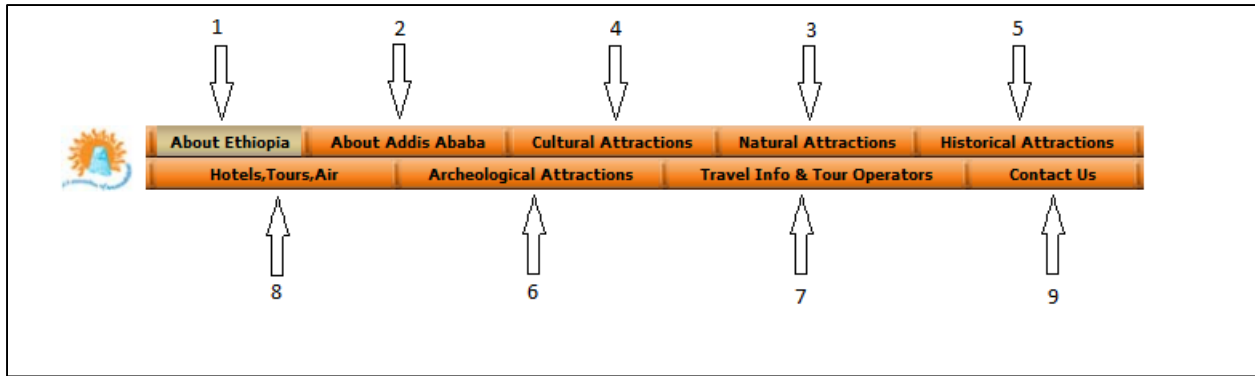 1 2 4 3 5
About Ethiopia About Addis Ababa Cultural Attractions Natural Attractions Historical Attractions
Hotels,Tours,Air Archeological Attractions Travel Info & Tour Operators Contact Us
8 6 7 9